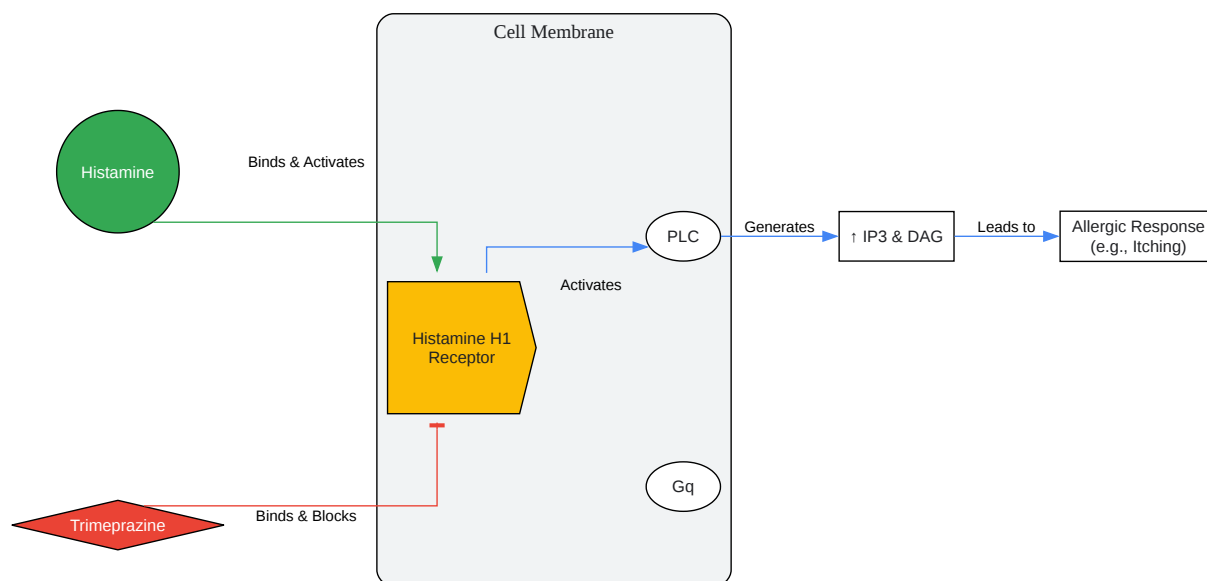 Cell Membrane
Histamine
Binds & Activates
PLC
Generates
↑ IP3 & DAG
Leads to
Allergic Response
(e.g., Itching)
Activates
Histamine H1
Receptor
Gq
Trimeprazine
Binds & Blocks